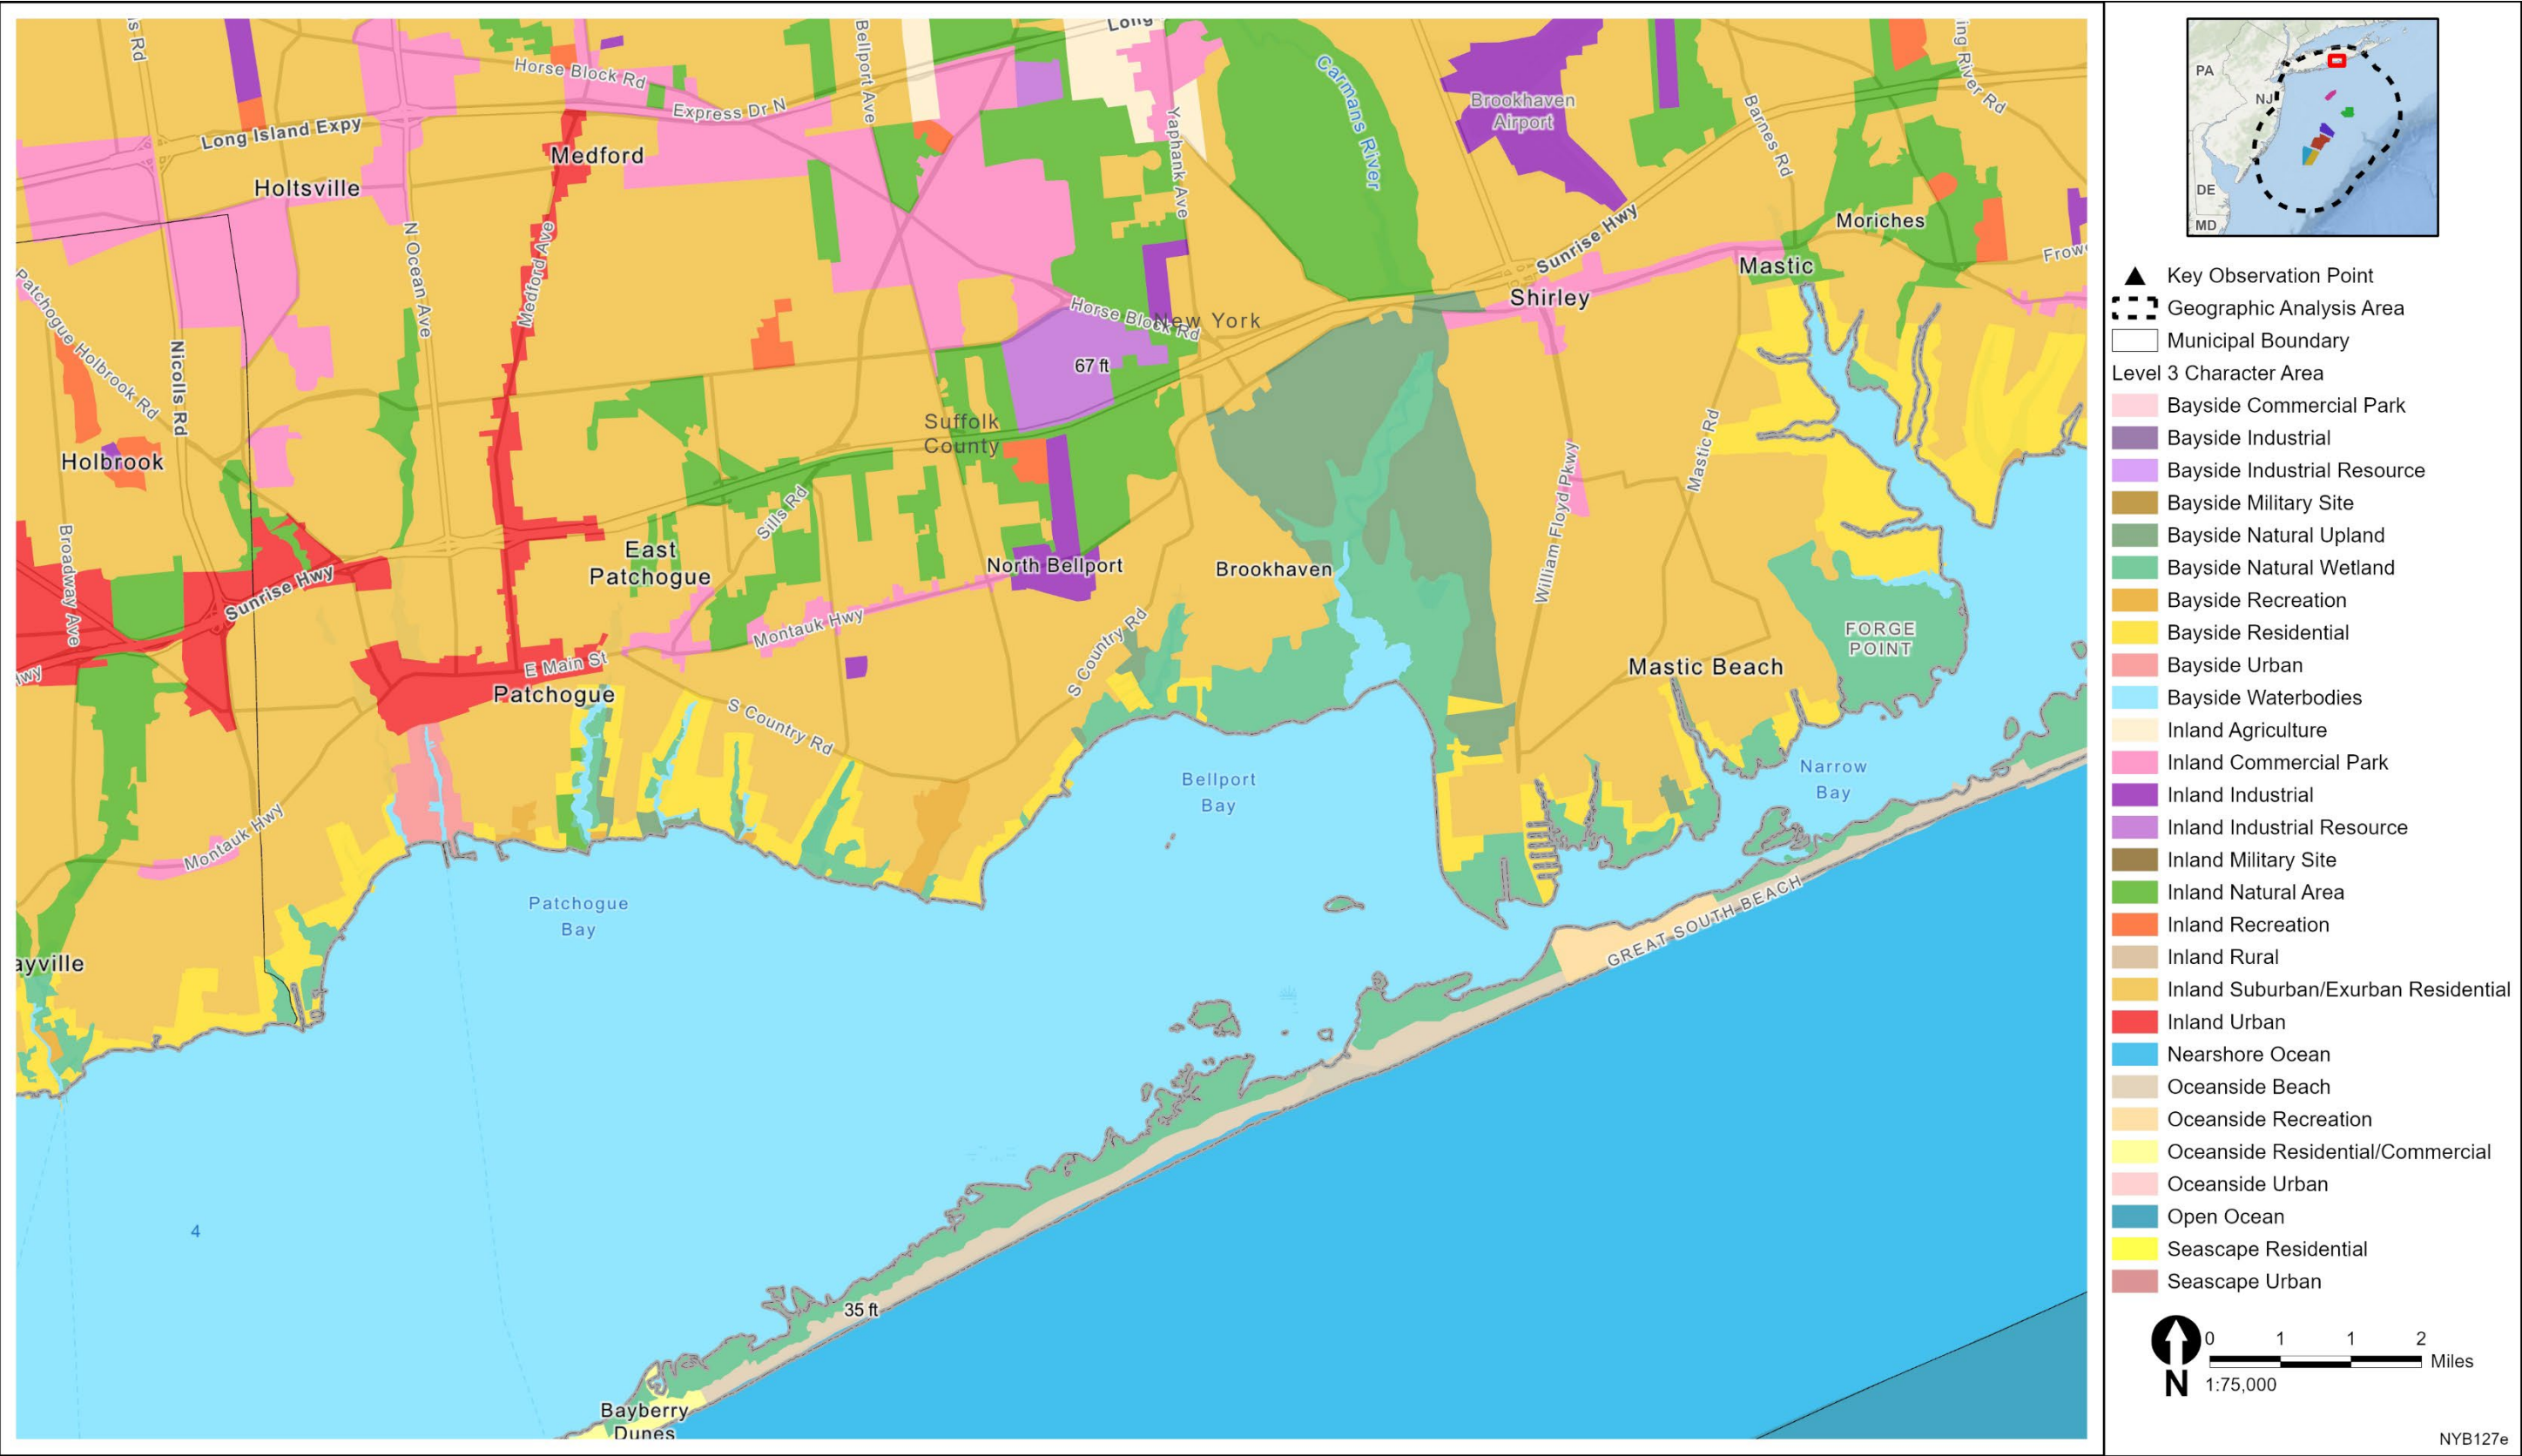 ls Rd
Bellport Ave
Long
ing River Rd
Horse Block Rd
Express Dr N
Carmans River
Brookhaven
Airport
Barnes Rd
Long Island Expy
Medford
Yaphank Ave
Holtsville
Moriches
N Ocean Ave
Medford Ave
Sunrise Hwy
Frow
Mastic
Patchogue Holbrook Rd
Shirley
Horse Block Rd
New York
Nicolls Rd
67 ft
Suffolk
County
Mastic Rd
Holbrook
William Floyd Pkwy
Sills Rd
Broadway Ave
East
Patchogue
North Bellport
Brookhaven
Sunrise Hwy
Montauk Hwy
S Country Rd
FORGE
POINT
E Main St
Hwy
Mastic Beach
Patchogue
S Country Rd
Bellport
Bay
Narrow
Bay
Montauk Hwy
Patchogue
Bay
GREAT SOUTH BEACH
ayville
4
35 ft
Bayberry
Dunes
PA
NJ
DE
MD
Key Observation Point
Geographic Analysis Area
Municipal Boundary
Level 3 Character Area
Bayside Commercial Park
Bayside Industrial
Bayside Industrial Resource
Bayside Military Site
Bayside Natural Upland
Bayside Natural Wetland
Bayside Recreation
Bayside Residential
Bayside Urban
Bayside Waterbodies
Inland Agriculture
Inland Commercial Park
Inland Industrial
Inland Industrial Resource
Inland Military Site
Inland Natural Area
Inland Recreation
Inland Rural
Inland Suburban/Exurban Residential
Inland Urban
Nearshore Ocean
Oceanside Beach
Oceanside Recreation
Oceanside Residential/Commercial
Oceanside Urban
Open Ocean
Seascape Residential
Seascape Urban
0 1 1 2
Miles
N
1:75,000
NYB127e